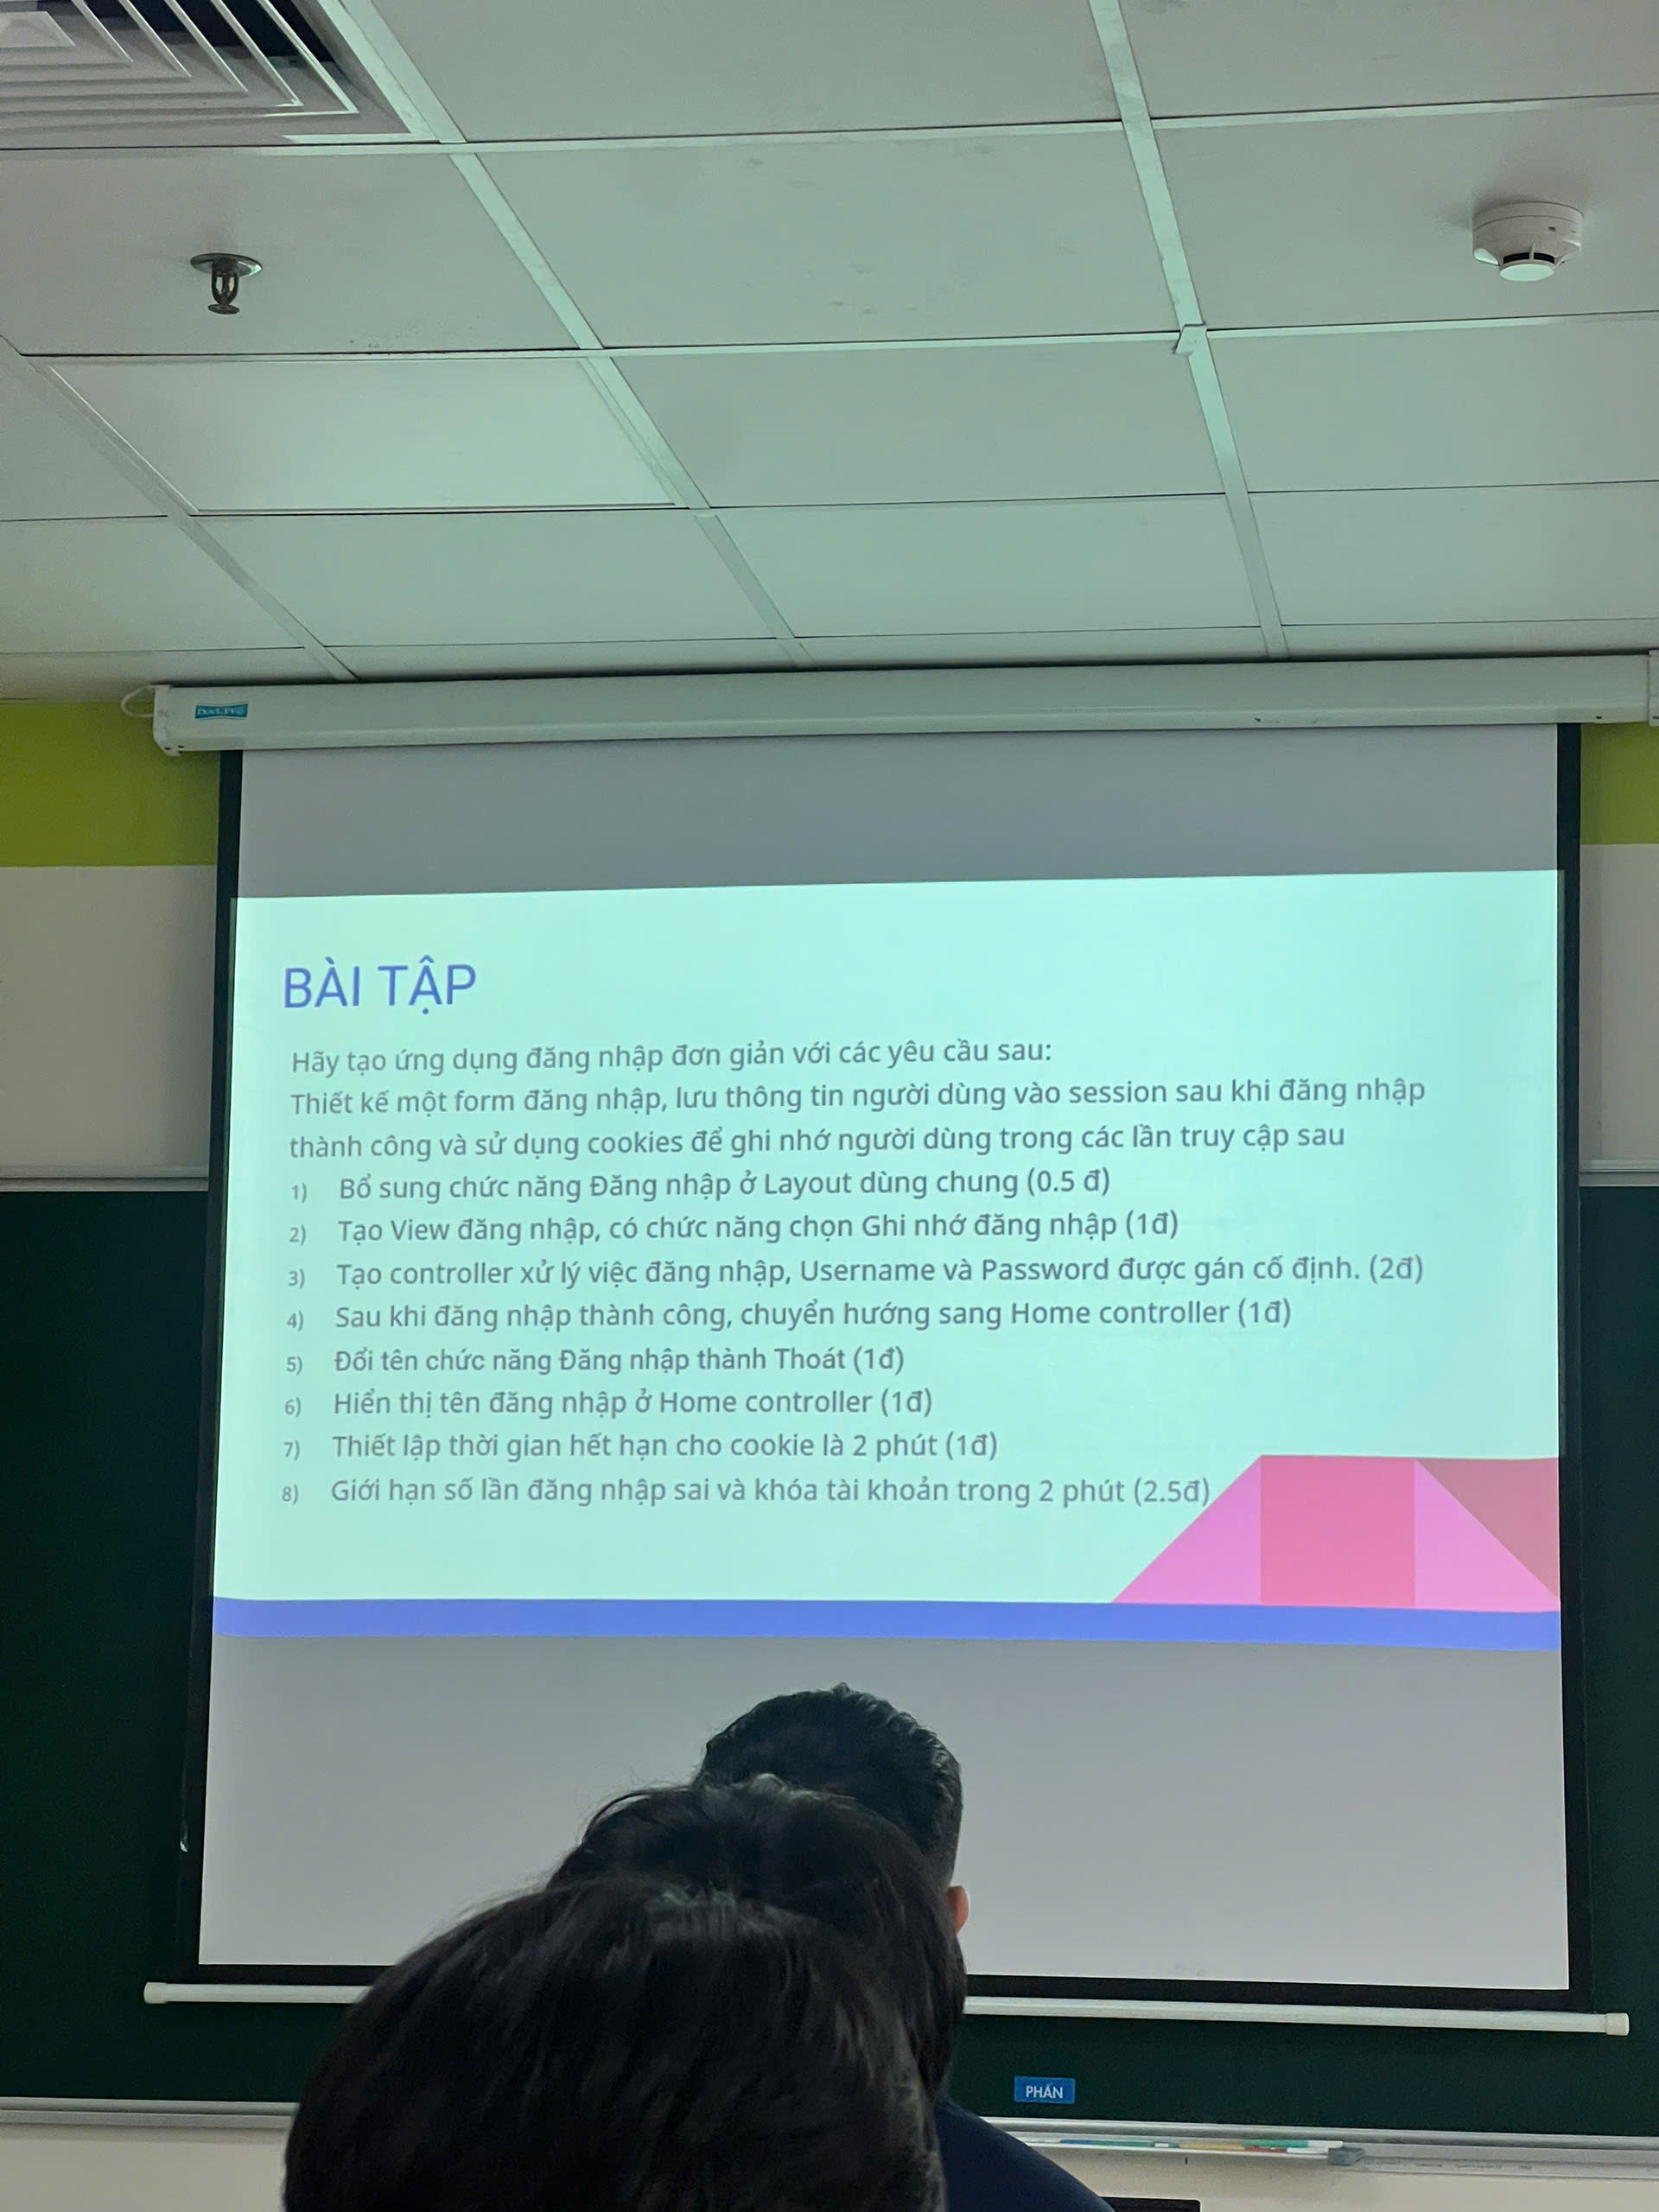 BÀI TẬP
Hãy tạo ứng dụng đăng nhập đơn giản với các yêu cầu sau:
Thiết kế một form đăng nhập, lưu thông tin người dùng vào session sau khi đăng nhập
thành công và sử dụng cookies để ghi nhớ người dùng trong các lần truy cập sau
1) Bổ sung chức năng Đăng nhập ở Layout dùng chung (0.5 đ)
2) Tạo View đăng nhập, có chức năng chọn Ghi nhớ đăng nhập (1đ)
3) Tạo controller xử lý việc đăng nhập, Username và Password được gán cố định. (2đ)
4) Sau khi đăng nhập thành công, chuyển hướng sang Home controller (1đ)
5) Đổi tên chức năng Đăng nhập thành Thoát (1đ)
6) Hiển thị tên đăng nhập ở Home controller (1đ)
7) Thiết lập thời gian hết hạn cho cookie là 2 phút (1đ)
8) Giới hạn số lần đăng nhập sai và khóa tài khoản trong 2 phút (2.5đ)
PHẤN